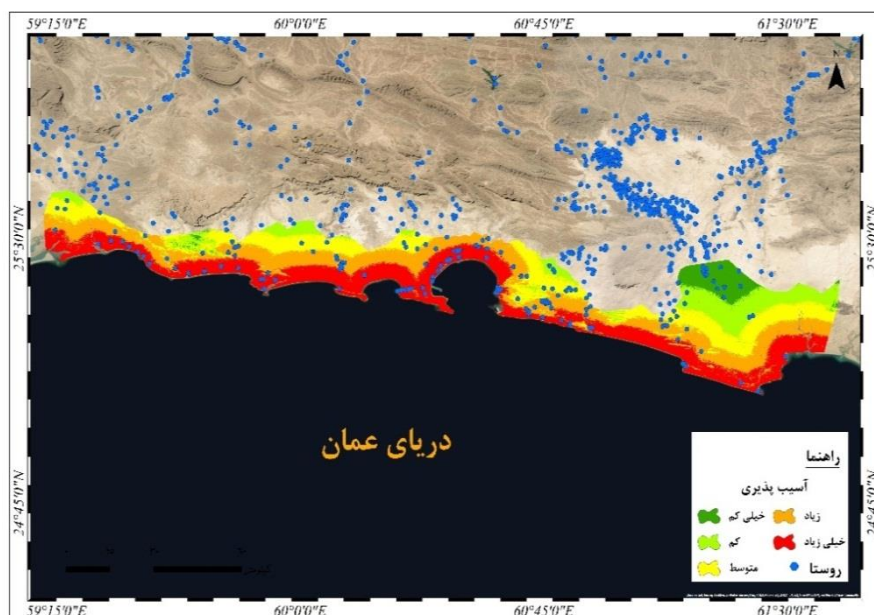 59°15'0"E 60°0'0"E 60°45'0"E 61°30'0"E
N
25°30'0"N 25°30'0"N
دریای عمان
24°45'0"N 24°45'0"N
راهنما
آسیب پذیری
خیلی کم زیاد
کم خیلی زیاد
متوسط روستا
59°15'0"E 60°0'0"E 60°45'0"E 61°30'0"E